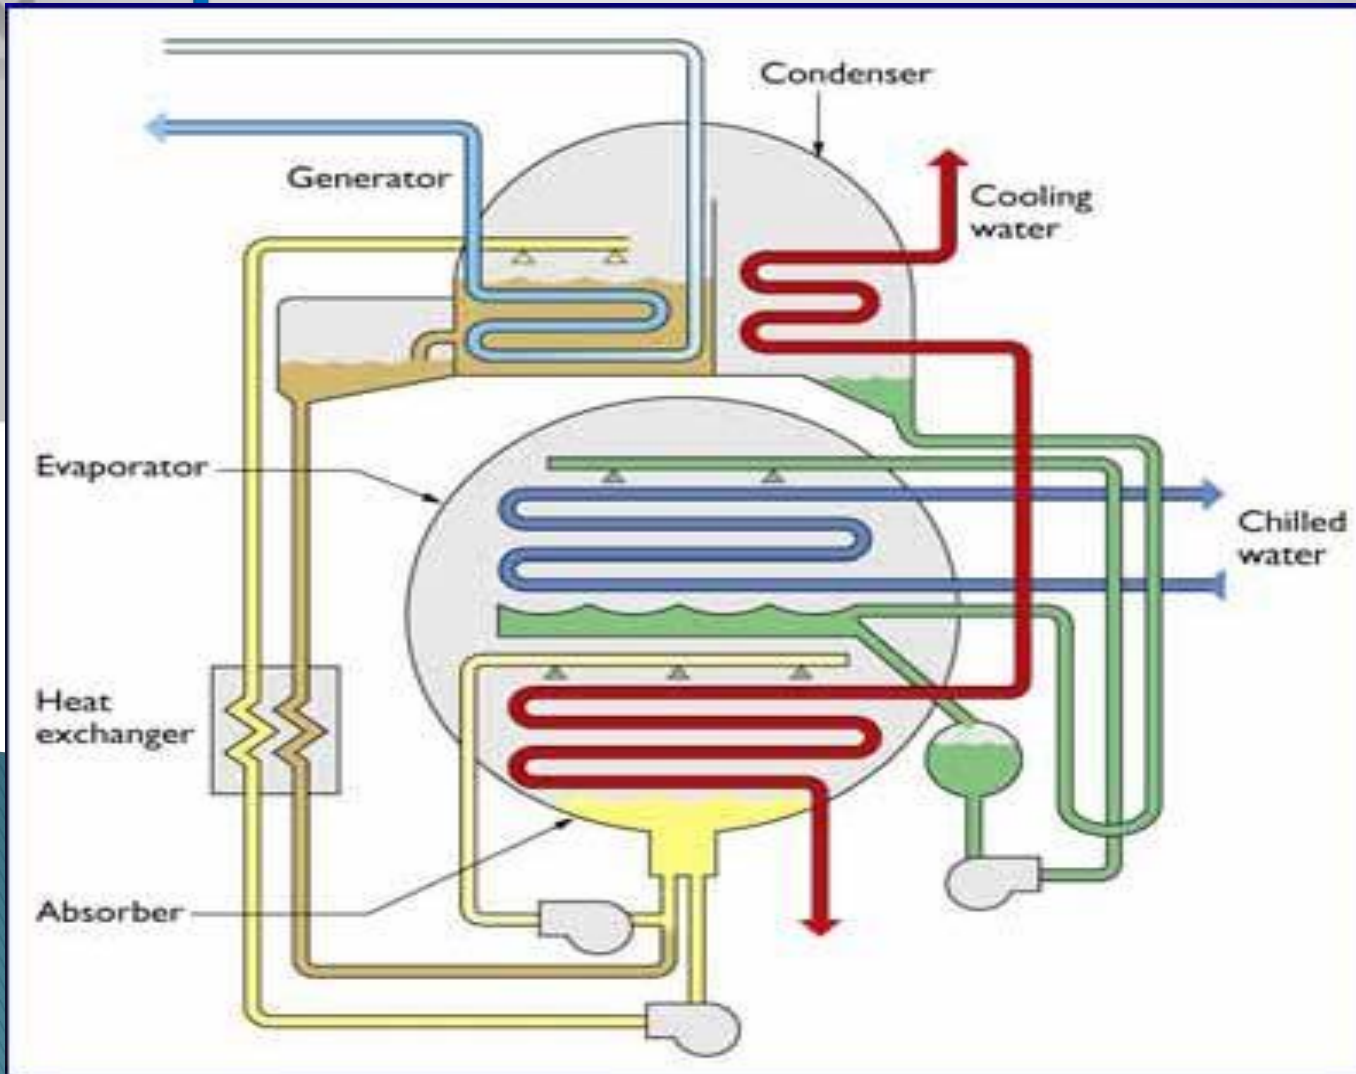 Condenser
Generator
Cooling
water
Evaporator
Chilled
water
Heat
exchanger
Absorber